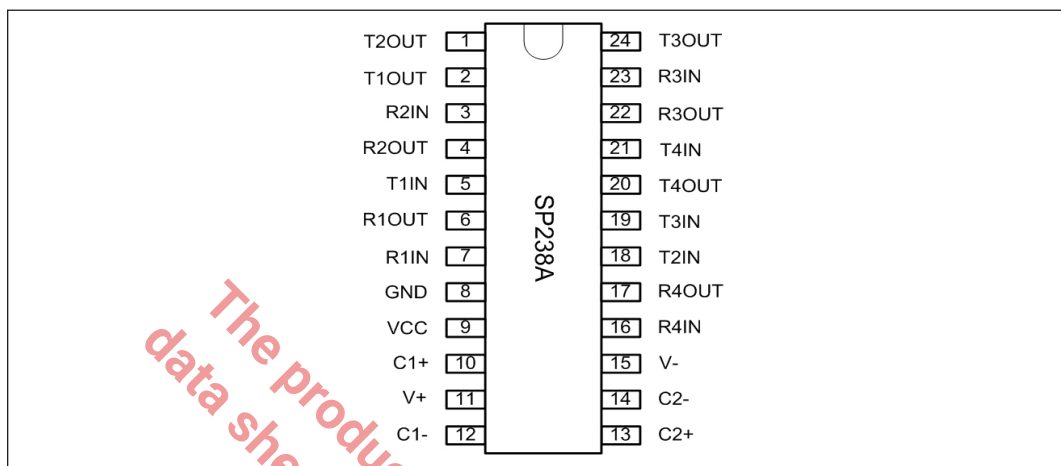 T2OUT 1 24 T3OUT
T1OUT 2 23 R3IN
R2IN 3 22 R3OUT
R2OUT 4 21 T4IN
T1IN 5 20 T4OUT
R1OUT 6 19 T3IN
R1IN 7 18 T2IN
GND 8 17 R4OUT
VCC 9 16 R4IN
C1+ 10 15 V-
V+ 11 14 C2-
C1- 12 13 C2+
SP238A
The produc
data she